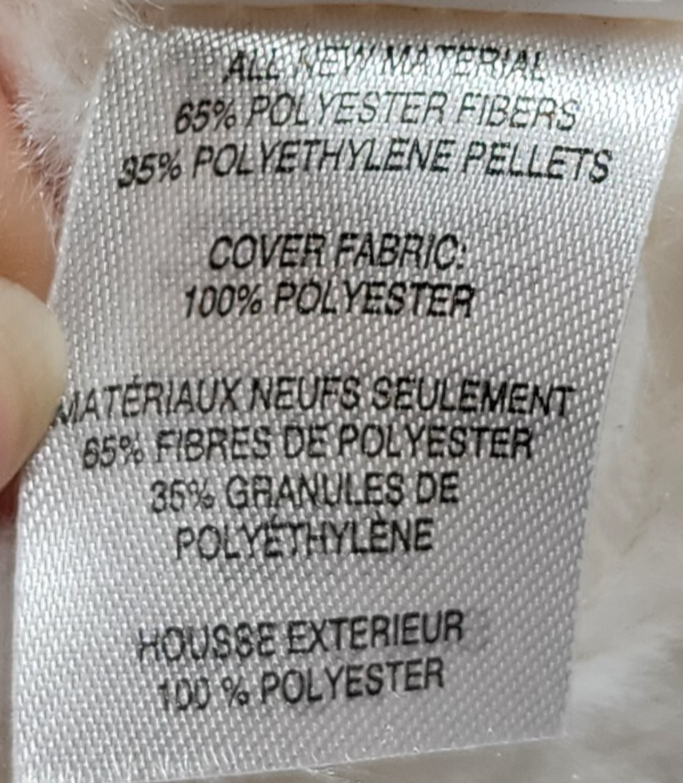 ALL NEW MATERIAL
65% POLYESTER FIBERS
35% POLYETHYLENE PELLETS
COVER FABRIC:
100% POLYESTER
MATÉRIAUX NEUFS SEULEMENT
65% FIBRES DE POLYESTER
35% GRANULES DE
POLYÉTHYLÈNE
HOUSSE EXTERIEUR
100 % POLYESTER